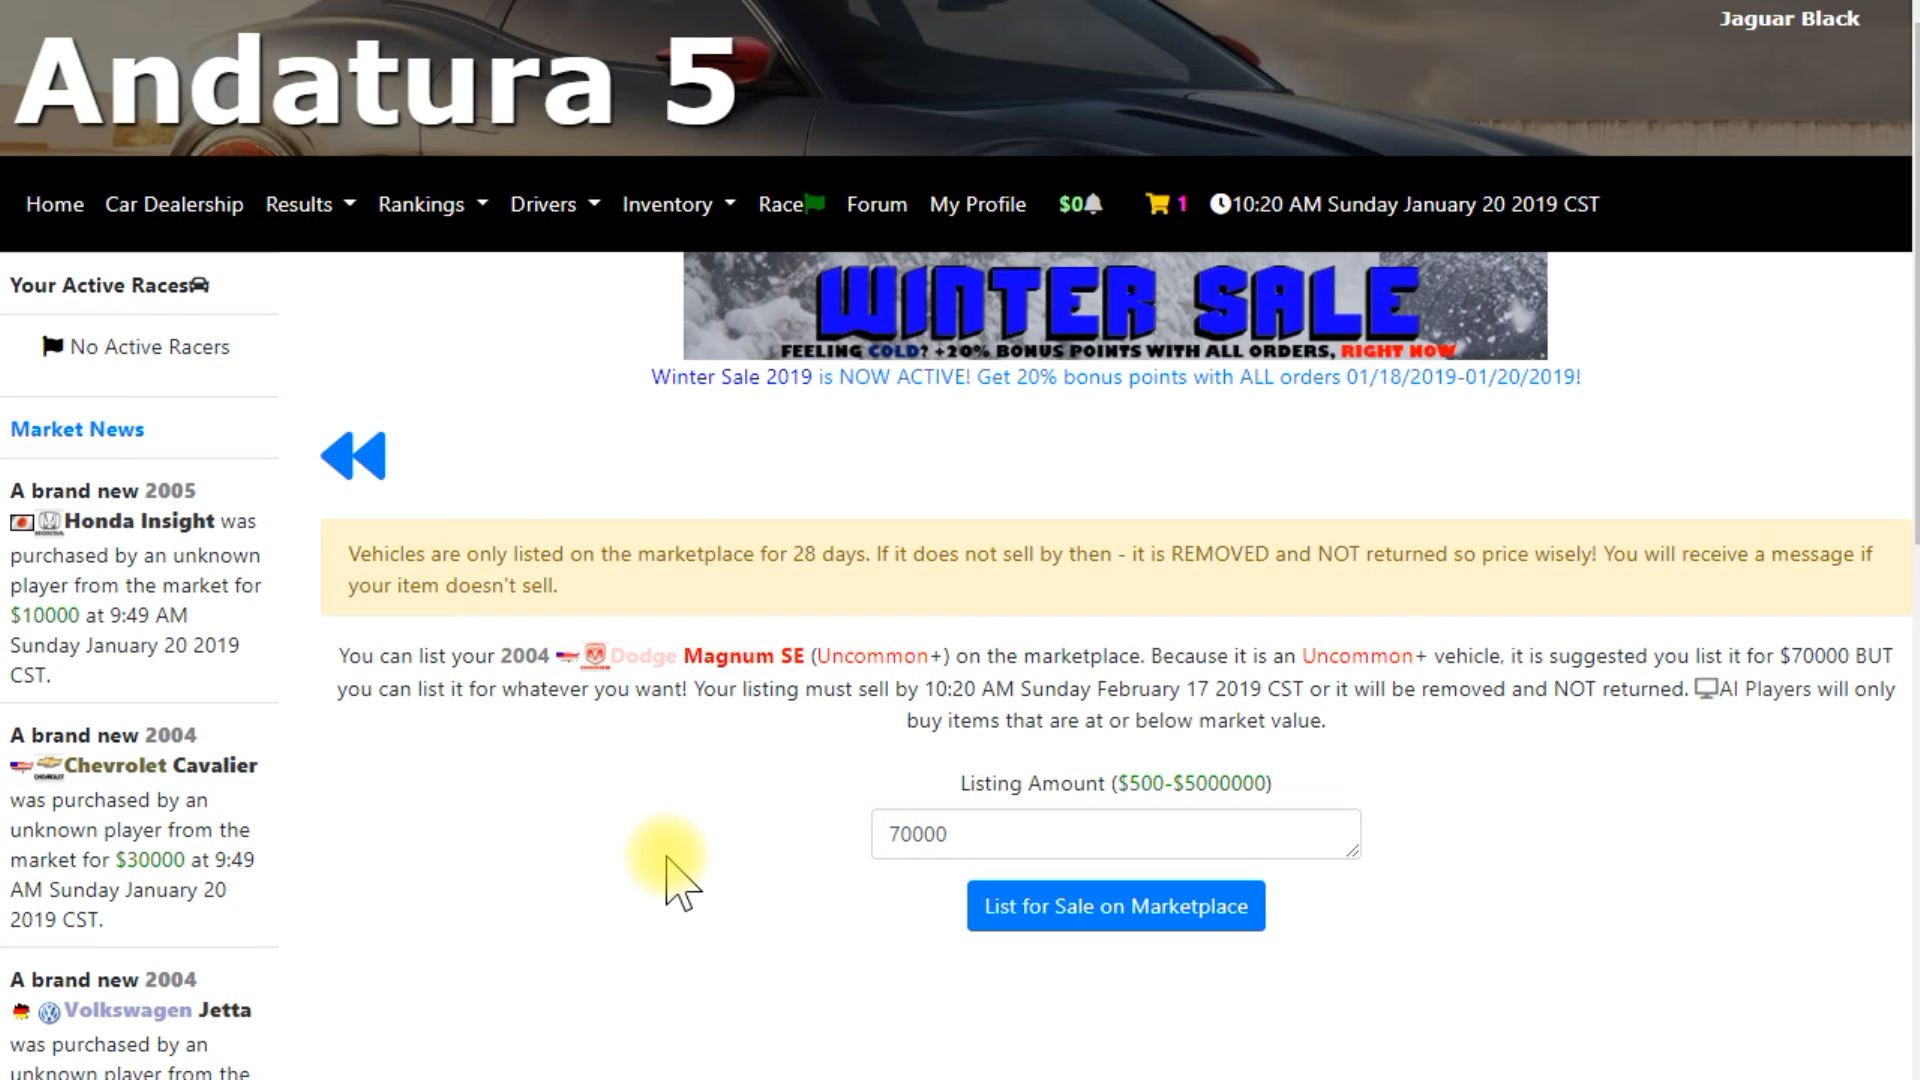 Jaguar Black
Andatura 5
Home Car Dealership Results Rankings Drivers Inventory Race Forum My Profile $0 1 10:20 AM Sunday January 20 2019 CST
Your Active Races
No Active Racers
Market News
A brand new 2005
HONDA Honda Insight was
purchased by an unknown
player from the market for
$10000 at 9:49 AM
Sunday January 20 2019
CST.
A brand new 2004
CHEVROLET Chevrolet Cavalier
was purchased by an
unknown player from the
market for $30000 at 9:49
AM Sunday January 20
2019 CST.
A brand new 2004
Volkswagen Jetta
was purchased by an
unknown player from the
WINTER SALE
FEELING COLD? +20% BONUS POINTS WITH ALL ORDERS, RIGHT NOW
Winter Sale 2019 is NOW ACTIVE! Get 20% bonus points with ALL orders 01/18/2019-01/20/2019!
Vehicles are only listed on the marketplace for 28 days. If it does not sell by then - it is REMOVED and NOT returned so price wisely! You will receive a message if
your item doesn't sell.
You can list your 2004 Dodge Magnum SE (Uncommon+) on the marketplace. Because it is an Uncommon+ vehicle, it is suggested you list it for $70000 BUT
you can list it for whatever you want! Your listing must sell by 10:20 AM Sunday February 17 2019 CST or it will be removed and NOT returned. AI Players will only
buy items that are at or below market value.
Listing Amount ($500-$5000000)
70000
List for Sale on Marketplace